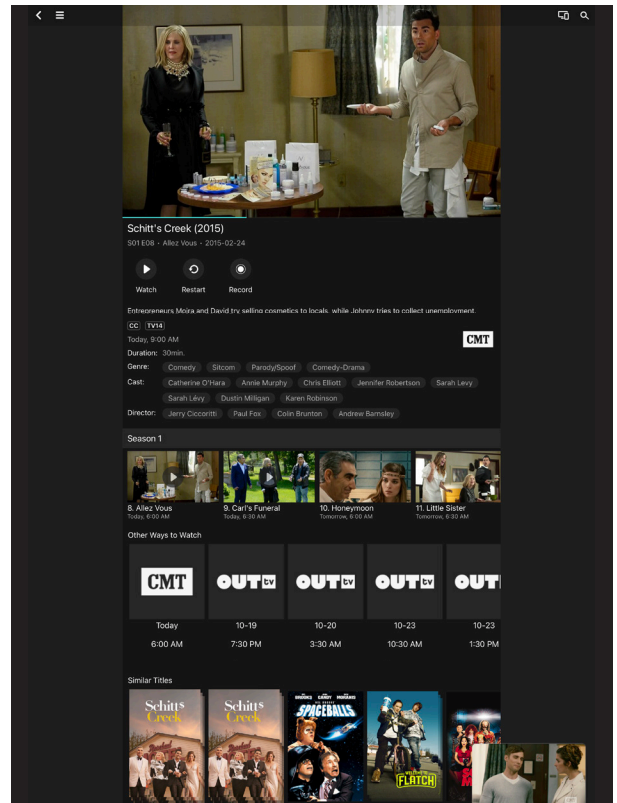 Schitt's Creek (2015)
S01 E08 • Allez Vous • 2015-02-24
Watch Restart Record
Entrepreneurs Moira and David try selling cosmetics to locals, while Johnny tries to collect unemployment.
CC TV14
Today, 9:00 AM
CMT
Duration: 30min.
Genre: Comedy Sitcom Parody/Spoof Comedy-Drama
Cast: Catherine O'Hara Annie Murphy Chris Elliott Jennifer Robertson Sarah Levy
Sarah Lévy Dustin Milligan Karen Robinson
Director: Jerry Ciccoritti Paul Fox Colin Brunton Andrew Barnsley
Season 1
8. Allez Vous 9. Carl's Funeral 10. Honeymoon 11. Little Sister
Today, 6:00 AM Today, 6:30 AM Tomorrow, 6:00 AM Tomorrow, 6:30 AM
Other Ways to Watch
CMT OUTtv OUTtv OUTtv OUT
Today 10-19 10-20 10-23 10-23
6:00 AM 7:30 PM 3:30 AM 10:30 AM 1:30 PM
Similar Titles
Schitt's Creek Schitt's Creek SPACEBALLS WELCOME TO FLATCH